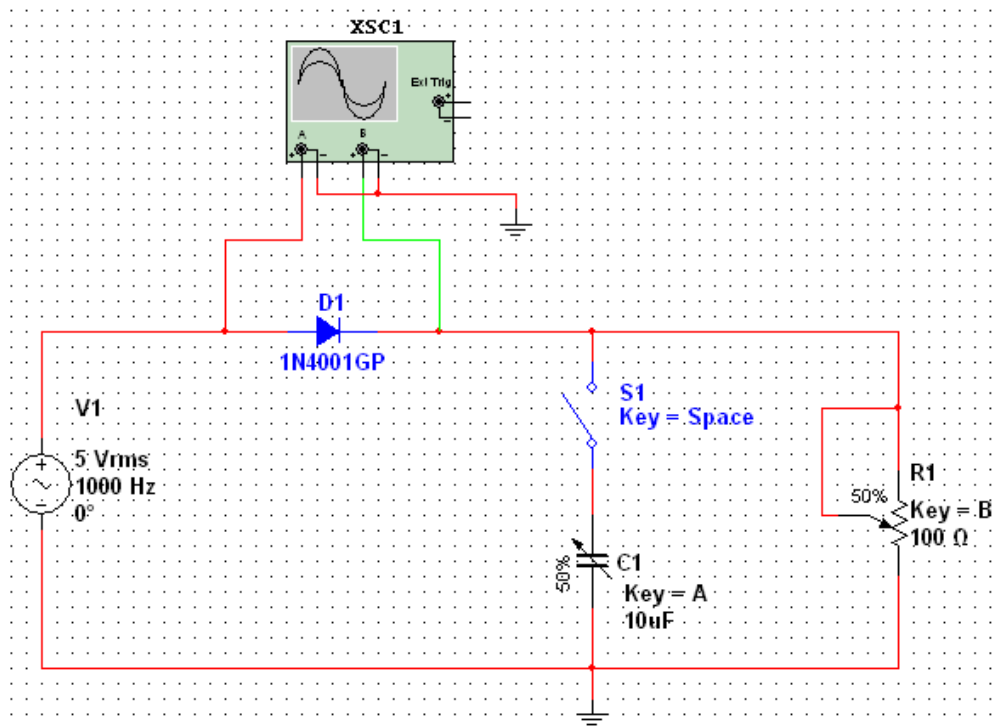 XSC1
Ext Trig
+
−
A
B
+
−
+
−
D1
1N4001GP
V1
+
−
5 Vrms
1000 Hz
0°
S1
Key = Space
R1
50%
Key = B
100 Ω
50%
C1
Key = A
10uF